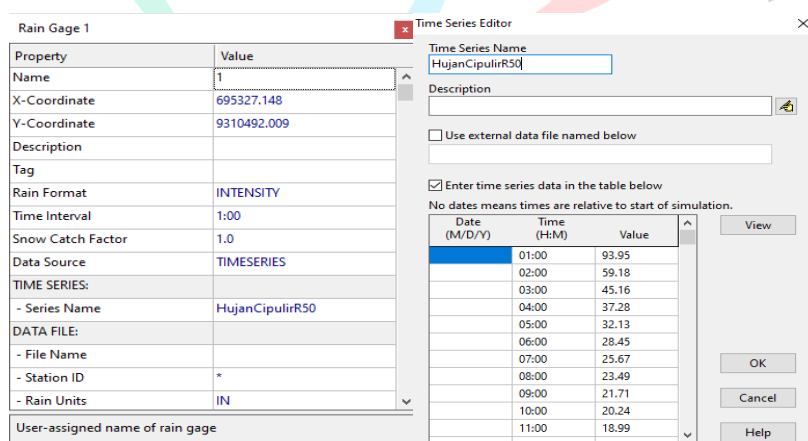 Rain Gage 1
x
Property Value
Name 1
X-Coordinate 695327.148
Y-Coordinate 9310492.009
Description
Tag
Rain Format INTENSITY
Time Interval 1:00
Snow Catch Factor 1.0
Data Source TIMESERIES
TIME SERIES:
- Series Name HujanCipulirR50
DATA FILE:
- File Name
- Station ID *
- Rain Units IN
User-assigned name of rain gage
Time Series Editor
Time Series Name
HujanCipulirR50
Description
Use external data file named below
Enter time series data in the table below
No dates means times are relative to start of simulation.
Date Time
(M/D/Y) (H:M) Value
01:00 93.95
02:00 59.18
03:00 45.16
04:00 37.28
05:00 32.13
06:00 28.45
07:00 25.67
08:00 23.49
09:00 21.71
10:00 20.24
11:00 18.99
View
OK
Cancel
Help